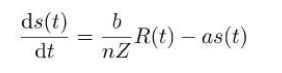 ds(t)/dt = b/nZ R(t) − as(t)